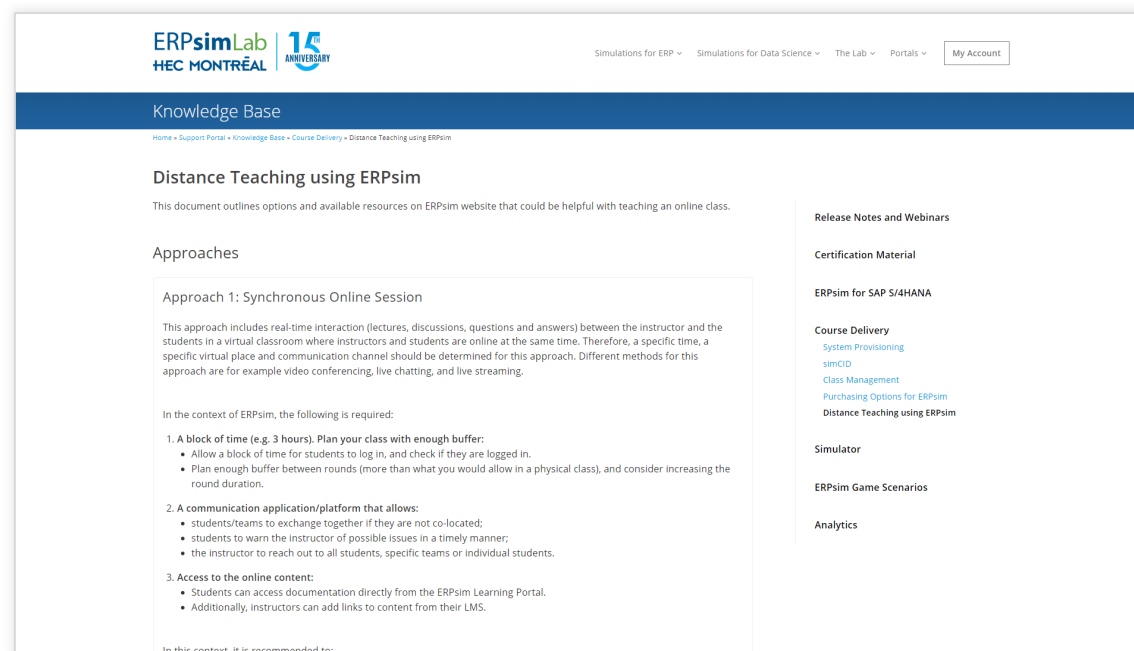 ERPsimLab
HEC MONTRĒAL
15TH
ANNIVERSARY
Simulations for ERP
Simulations for Data Science
The Lab
Portals
My Account
Knowledge Base
Home » Support Portal » Knowledge Base » Course Delivery » Distance Teaching using ERPsim
Distance Teaching using ERPsim
This document outlines options and available resources on ERPsim website that could be helpful with teaching an online class.
Approaches
Approach 1: Synchronous Online Session
This approach includes real-time interaction (lectures, discussions, questions and answers) between the instructor and the
students in a virtual classroom where instructors and students are online at the same time. Therefore, a specific time, a
specific virtual place and communication channel should be determined for this approach. Different methods for this
approach are for example video conferencing, live chatting, and live streaming.
In the context of ERPsim, the following is required:
1. A block of time (e.g. 3 hours). Plan your class with enough buffer:
• Allow a block of time for students to log in, and check if they are logged in.
• Plan enough buffer between rounds (more than what you would allow in a physical class), and consider increasing the
round duration.
2. A communication application/platform that allows:
• students/teams to exchange together if they are not co-located;
• students to warn the instructor of possible issues in a timely manner;
• the instructor to reach out to all students, specific teams or individual students.
3. Access to the online content:
• Students can access documentation directly from the ERPsim Learning Portal.
• Additionally, instructors can add links to content from their LMS.
In this context, it is recommended to:
Release Notes and Webinars
Certification Material
ERPsim for SAP S/4HANA
Course Delivery
System Provisioning
simCID
Class Management
Purchasing Options for ERPsim
Distance Teaching using ERPsim
Simulator
ERPsim Game Scenarios
Analytics